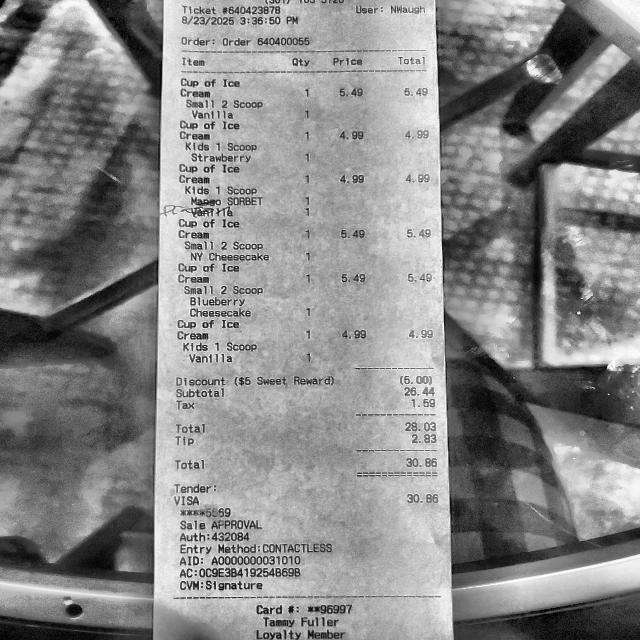 Ticket #640423878 User: NWaugh
8/23/2025 3:36:50 PM
Order: Order 640400055
Item Qty Price Total
Cup of Ice
Cream 1 5.49 5.49
Small 2 Scoop
Vanilla 1
Cup of Ice
Cream 1 4.99 4.99
Kids 1 Scoop
Strawberry 1
Cup of Ice
Cream 1 4.99 4.99
Kids 1 Scoop
Mango SORBET 1
Vanilla 1
Cup of Ice
Cream 1 5.49 5.49
Small 2 Scoop
NY Cheesecake 1
Cup of Ice
Cream 1 5.49 5.49
Small 2 Scoop
Blueberry
Cheesecake 1
Cup of Ice
Cream 1 4.99 4.99
Kids 1 Scoop
Vanilla 1
Discount ($5 Sweet Reward) (5.00)
Subtotal 26.44
Tax 1.59
Total 28.03
Tip 2.83
Total 30.86
Tender:
VISA 30.86
****5569
Sale APPROVAL
Auth:432084
Entry Method:CONTACTLESS
AID: A0000000031010
AC:0C9E3B419254B69B
CVM:Signature
Card #: **96997
Tammy Fuller
Loyalty Member